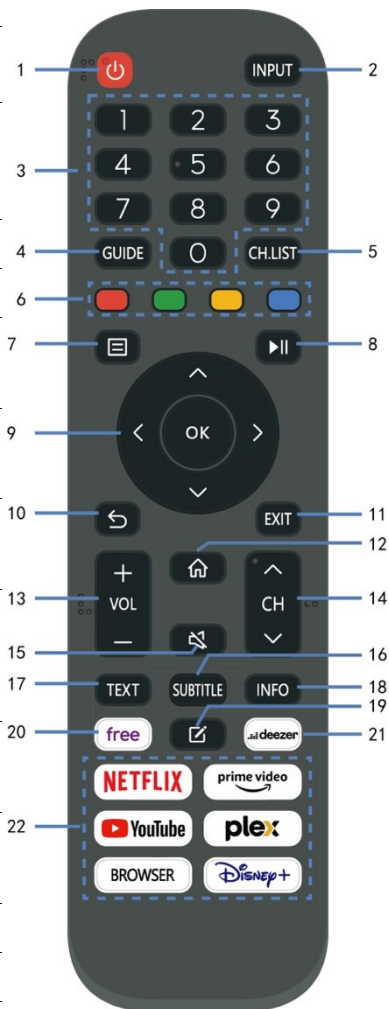 1
INPUT
2
1 2 3
3
4 5 6
7 8 9
4
GUIDE
0
CH.LIST
5
6
7
8
9
OK
10
EXIT
11
12
13
+
VOL
−
CH
14
15
16
17
TEXT
SUBTITLE
INFO
18
19
20
free
deezer
21
NETFLIX
prime video
22
YouTube
plex
BROWSER
Disney+